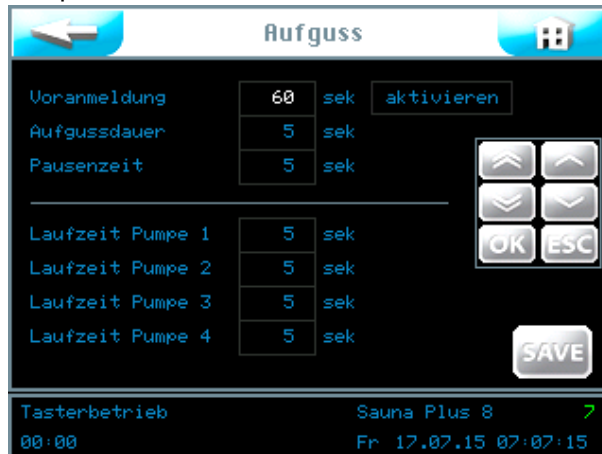 Aufguss
Voranmeldung 60 sek aktivieren
Aufgussdauer 5 sek
Pausenzeit 5 sek
Laufzeit Pumpe 1 5 sek
Laufzeit Pumpe 2 5 sek
OK ESC
Laufzeit Pumpe 3 5 sek
Laufzeit Pumpe 4 5 sek
SAVE
Tasterbetrieb Sauna Plus 8 7
00:00 Fr 17.07.15 07:07:15